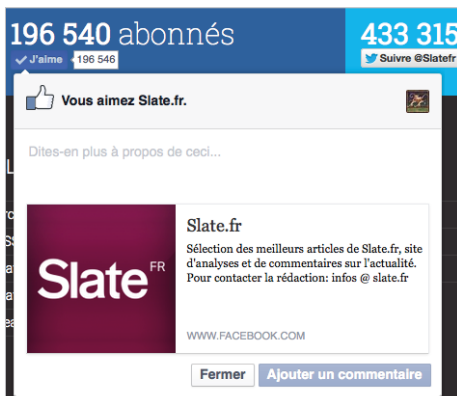 196 540 abonnés
433 315
J'aime
196 546
Suivre @Slatefr
Vous aimez Slate.fr.
Dites-en plus à propos de ceci...
Slate FR
Slate.fr
Sélection des meilleurs articles de Slate.fr, site
d'analyses et de commentaires sur l'actualité.
Pour contacter la rédaction: infos @ slate.fr
WWW.FACEBOOK.COM
Fermer
Ajouter un commentaire